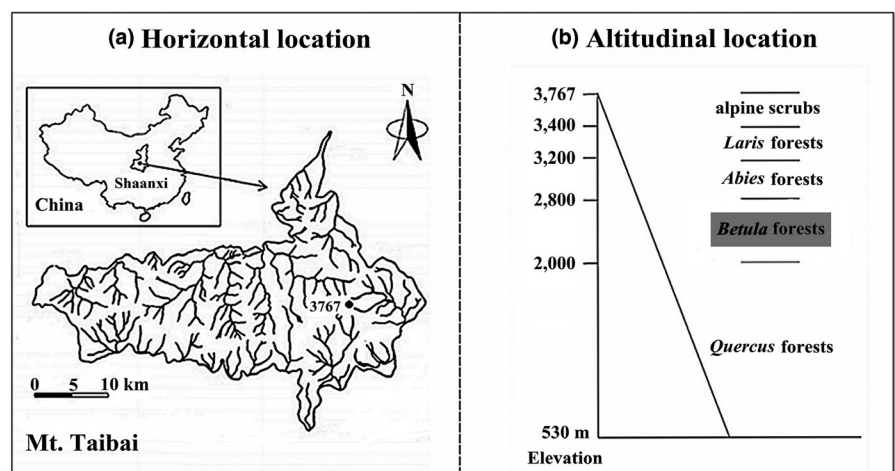 (a) Horizontal location
N
Shaanxi
China
3767
0 5 10 km
Mt. Taibai
(b) Altitudinal location
3,767
alpine scrubs
3,400
Laris forests
3,200
Abies forests
2,800
Betula forests
2,000
Quercus forests
530 m
Elevation